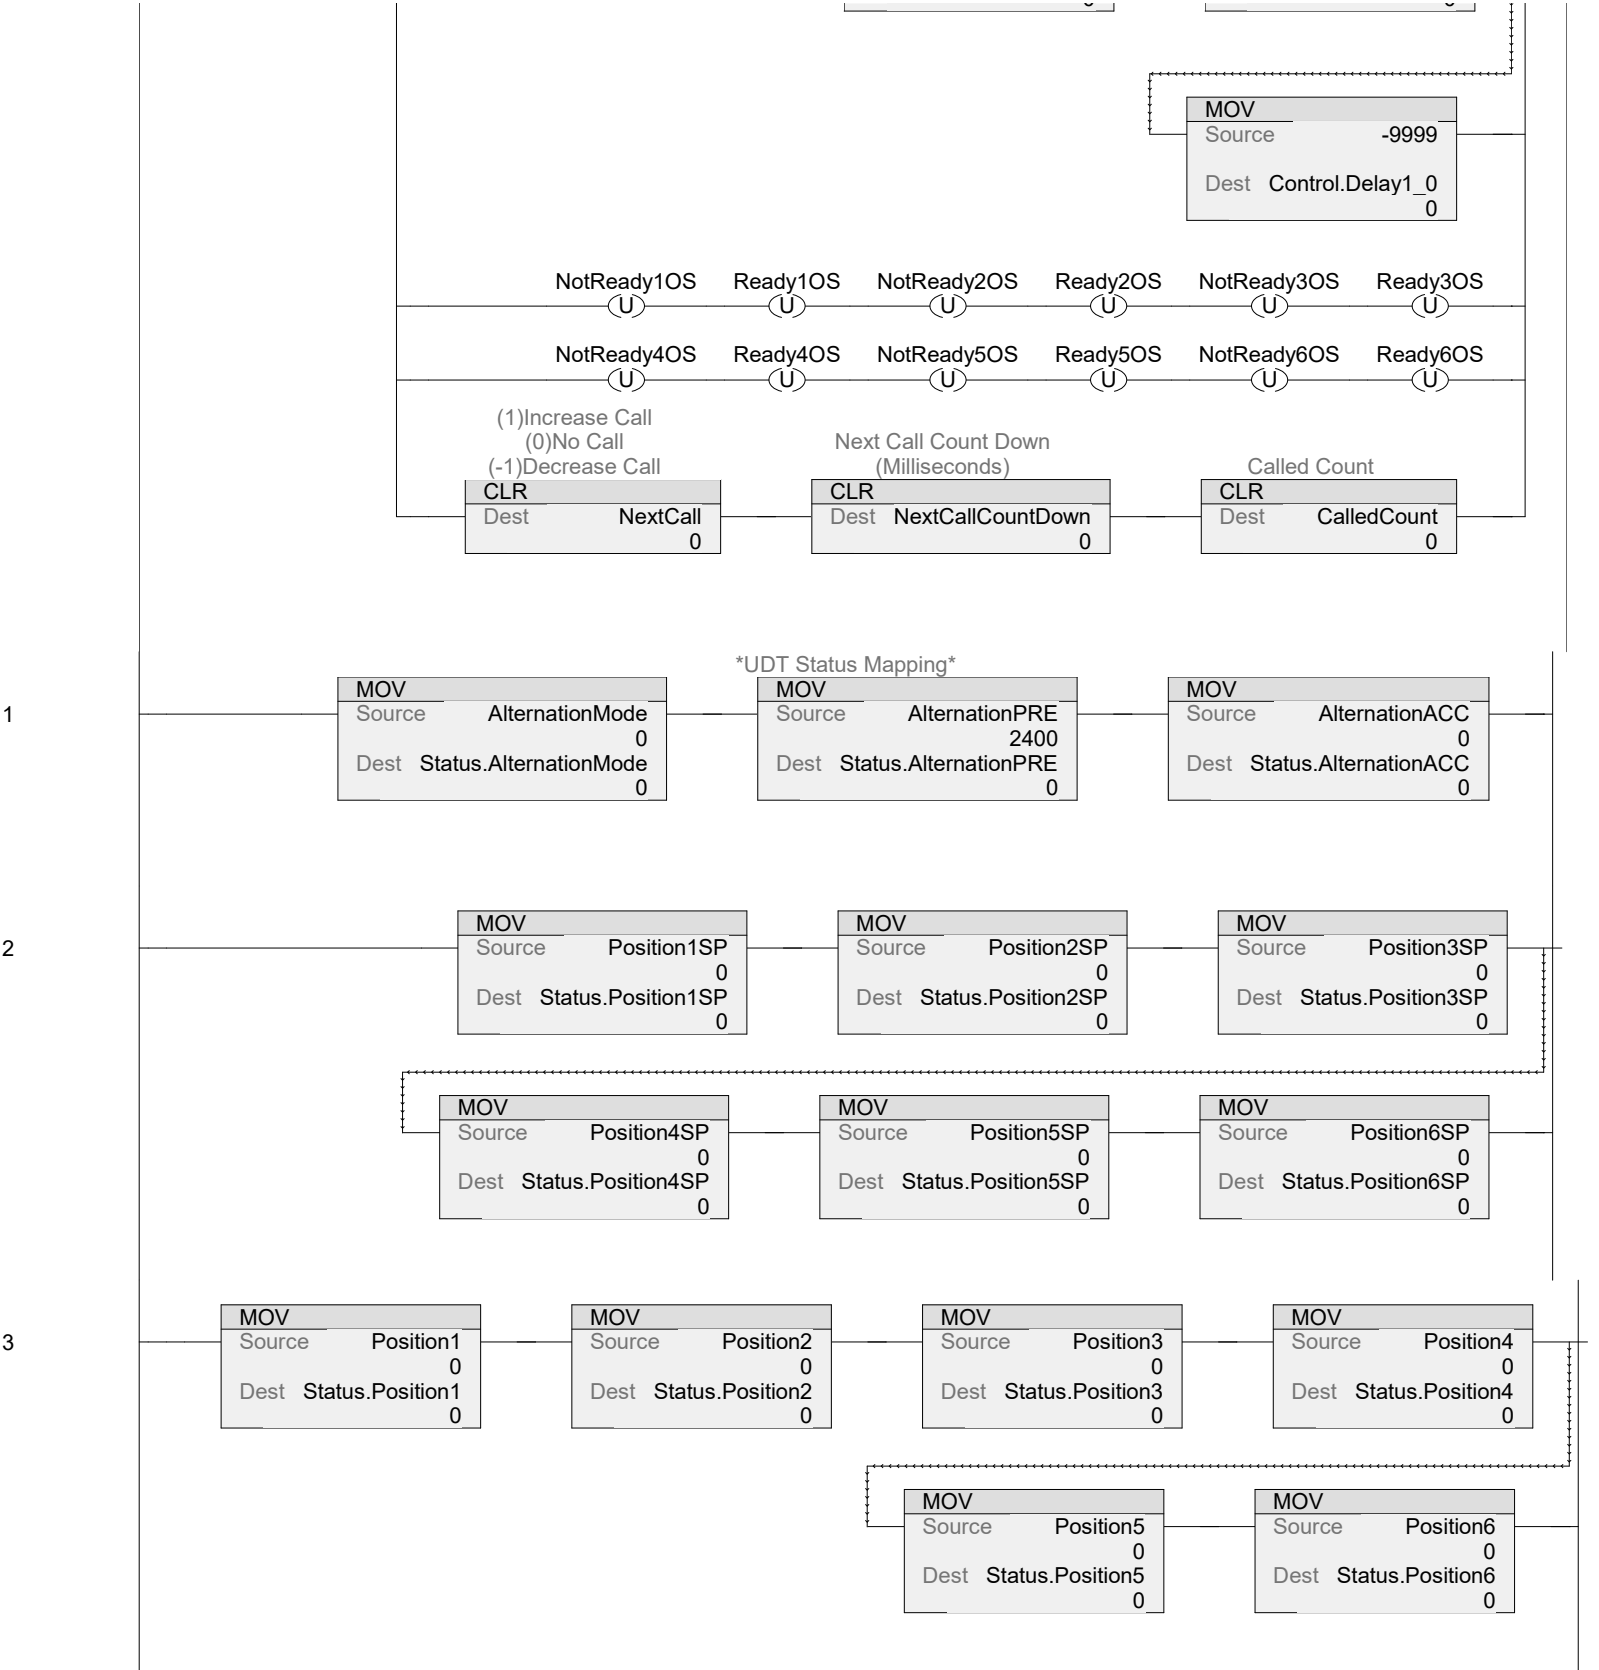 MOV
Source -9999
Dest Control.Delay1_0
0
NotReady1OS Ready1OS NotReady2OS Ready2OS NotReady3OS Ready3OS
U U U U U U
NotReady4OS Ready4OS NotReady5OS Ready5OS NotReady6OS Ready6OS
U U U U U U
(1)Increase Call
(0)No Call
(-1)Decrease Call
CLR
Dest NextCall
0
Next Call Count Down
(Milliseconds)
CLR
Dest NextCallCountDown
0
Called Count
CLR
Dest CalledCount
0
1
MOV
Source AlternationMode
0
Dest Status.AlternationMode
0
*UDT Status Mapping*
MOV
Source AlternationPRE
2400
Dest Status.AlternationPRE
0
MOV
Source AlternationACC
0
Dest Status.AlternationACC
0
2
MOV
Source Position1SP
0
Dest Status.Position1SP
0
MOV
Source Position2SP
0
Dest Status.Position2SP
0
MOV
Source Position3SP
0
Dest Status.Position3SP
0
MOV
Source Position4SP
0
Dest Status.Position4SP
0
MOV
Source Position5SP
0
Dest Status.Position5SP
0
MOV
Source Position6SP
0
Dest Status.Position6SP
0
3
MOV
Source Position1
0
Dest Status.Position1
0
MOV
Source Position2
0
Dest Status.Position2
0
MOV
Source Position3
0
Dest Status.Position3
0
MOV
Source Position4
0
Dest Status.Position4
0
MOV
Source Position5
0
Dest Status.Position5
0
MOV
Source Position6
0
Dest Status.Position6
0